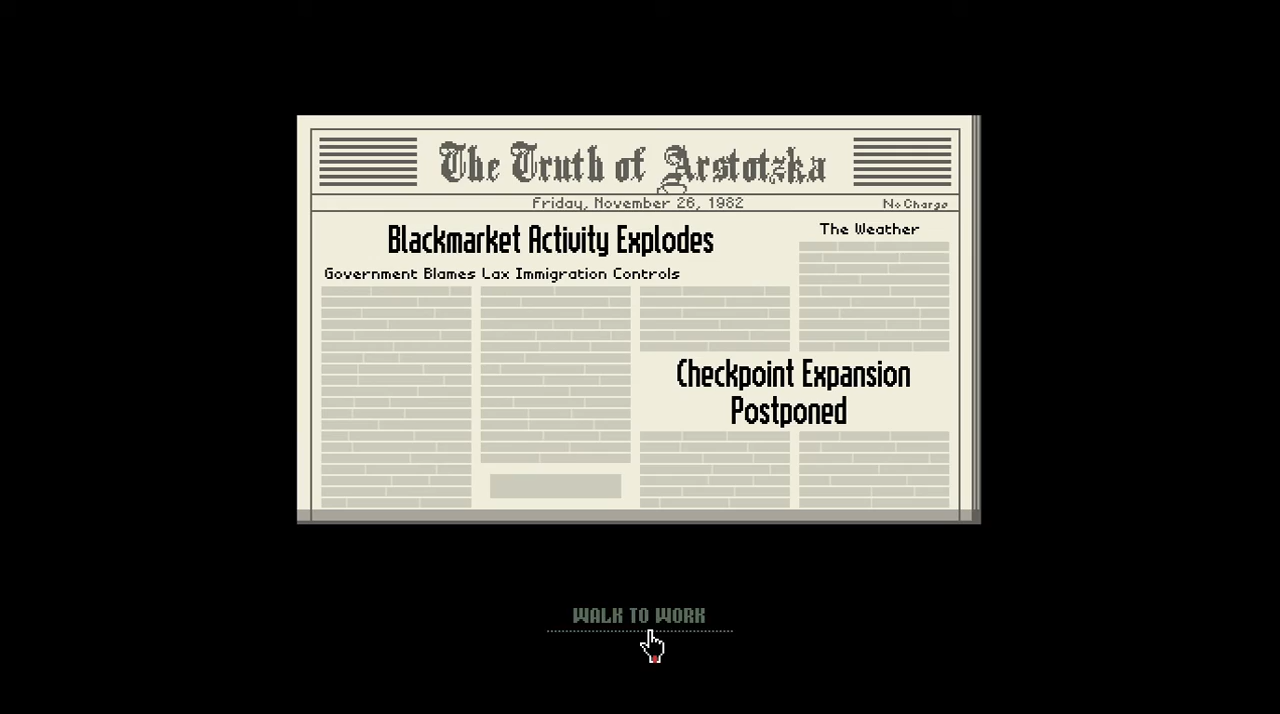 The Truth of Arstotzka
Friday, November 26, 1982
No Charge
Blackmarket Activity Explodes
Government Blames Lax Immigration Controls
The Weather
Checkpoint Expansion
Postponed
WALK TO WORK